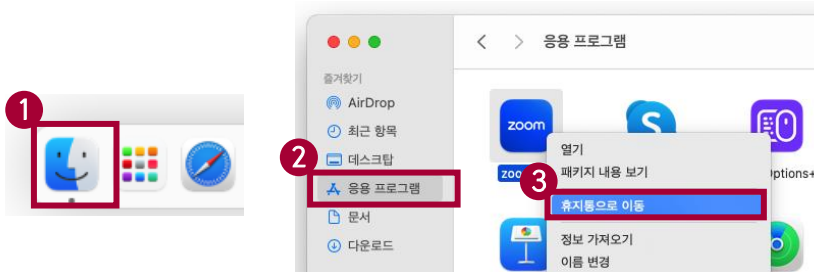 1
2
3
응용 프로그램
즐겨찾기
AirDrop
최근 항목
데스크탑
응용 프로그램
문서
다운로드
zoom
S
zoo
ptions+
열기
패키지 내용 보기
휴지통으로 이동
정보 가져오기
이름 변경